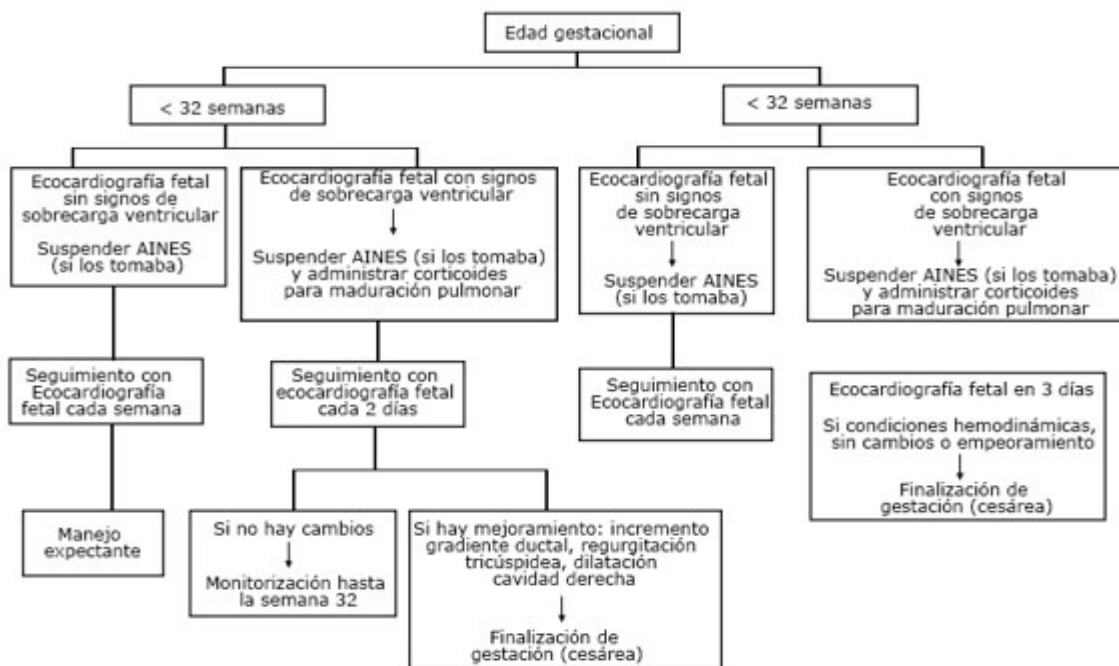 Edad gestacional
< 32 semanas
< 32 semanas
Ecocardiografía fetal
sin signos de
sobrecarga ventricular
Suspender AINES
(si los tomaba)
Ecocardiografía fetal con signos
de sobrecarga ventricular
Suspender AINES (si los tomaba)
y administrar corticoides
para maduración pulmonar
Ecocardiografía
fetal sin signos
de sobrecarga
ventricular
Suspender AINES
(si los tomaba)
Ecocardiografía fetal
con signos
de sobrecarga
ventricular
Suspender AINES (si los tomaba)
y administrar corticoides
para maduración pulmonar
Seguimiento con
Ecocardiografía
fetal cada semana
Seguimiento con
ecocardiografía fetal
cada 2 días
Seguimiento con
Ecocardiografía fetal
cada semana
Ecocardiografía fetal en 3 días
Si condiciones hemodinámicas,
sin cambios o empeoramiento
Finalización de
gestación (cesárea)
Manejo
expectante
Si no hay cambios
Monitorización hasta
la semana 32
Si hay mejoramiento: incremento
gradiente ductal, regurgitación
tricúspidea, dilatación
cavidad derecha
Finalización de
gestación (cesárea)